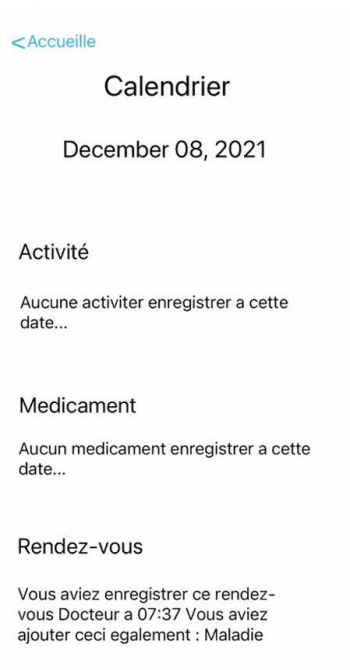 <Accueille
Calendrier
December 08, 2021
Activité
Aucune activiter enregistrer a cette
date...
Medicament
Aucun medicament enregistrer a cette
date...
Rendez-vous
Vous aviez enregistrer ce rendez-
vous Docteur a 07:37 Vous aviez
ajouter ceci egalement : Maladie